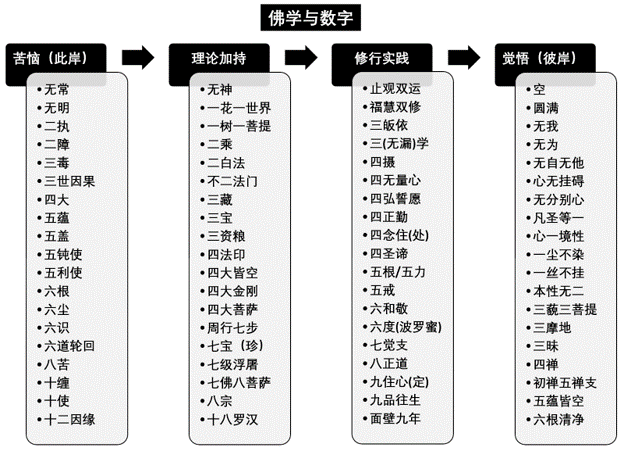 佛学与数字
苦恼（此岸）
• 无常
• 无明
• 二执
• 二障
• 三毒
• 三世因果
• 四大
• 五蕴
• 五盖
• 五钝使
• 五利使
• 六根
• 六尘
• 六识
• 六道轮回
• 八苦
• 十缠
• 十使
• 十二因缘
理论加持
• 无神
• 一花一世界
• 一树一菩提
• 二乘
• 二白法
• 不二法门
• 三藏
• 三宝
• 三资粮
• 四法印
• 四大皆空
• 四大金刚
• 四大菩萨
• 周行七步
• 七宝（珍）
• 七级浮屠
• 七佛八菩萨
• 八宗
• 十八罗汉
修行实践
• 止观双运
• 福慧双修
• 三皈依
• 三(无漏)学
• 四摄
• 四无量心
• 四弘誓愿
• 四正勤
• 四念住(处)
• 四圣谛
• 五根/五力
• 五戒
• 六和敬
• 六度(波罗蜜)
• 七觉支
• 八正道
• 九住心(定)
• 九品往生
• 面壁九年
觉悟（彼岸）
• 空
• 圆满
• 无我
• 无为
• 无自无他
• 心无挂碍
• 无分别心
• 凡圣等一
• 心一境性
• 一尘不染
• 一丝不挂
• 本性无二
• 三藐三菩提
• 三摩地
• 三昧
• 四禅
• 初禅五禅支
• 五蕴皆空
• 六根清净